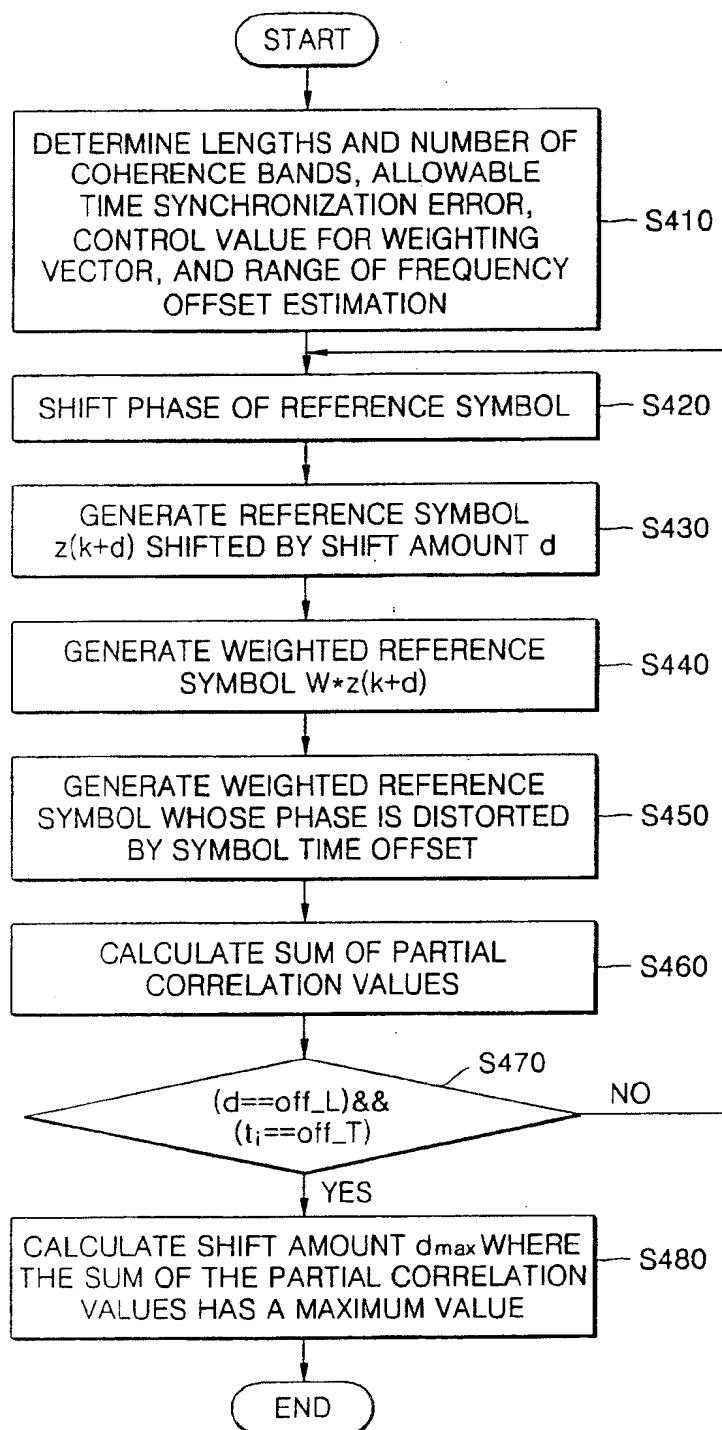 START
DETERMINE LENGTHS AND NUMBER OF
COHERENCE BANDS, ALLOWABLE
TIME SYNCHRONIZATION ERROR,
CONTROL VALUE FOR WEIGHTING
VECTOR, AND RANGE OF FREQUENCY
OFFSET ESTIMATION
S410
SHIFT PHASE OF REFERENCE SYMBOL
S420
GENERATE REFERENCE SYMBOL
z(k+d) SHIFTED BY SHIFT AMOUNT d
S430
GENERATE WEIGHTED REFERENCE
SYMBOL W*z(k+d)
S440
GENERATE WEIGHTED REFERENCE
SYMBOL WHOSE PHASE IS DISTORTED
BY SYMBOL TIME OFFSET
S450
CALCULATE SUM OF PARTIAL
CORRELATION VALUES
S460
S470
(d==off_L)&&
(ti==off_T)
NO
YES
CALCULATE SHIFT AMOUNT dmax WHERE
THE SUM OF THE PARTIAL CORRELATION
VALUES HAS A MAXIMUM VALUE
S480
END